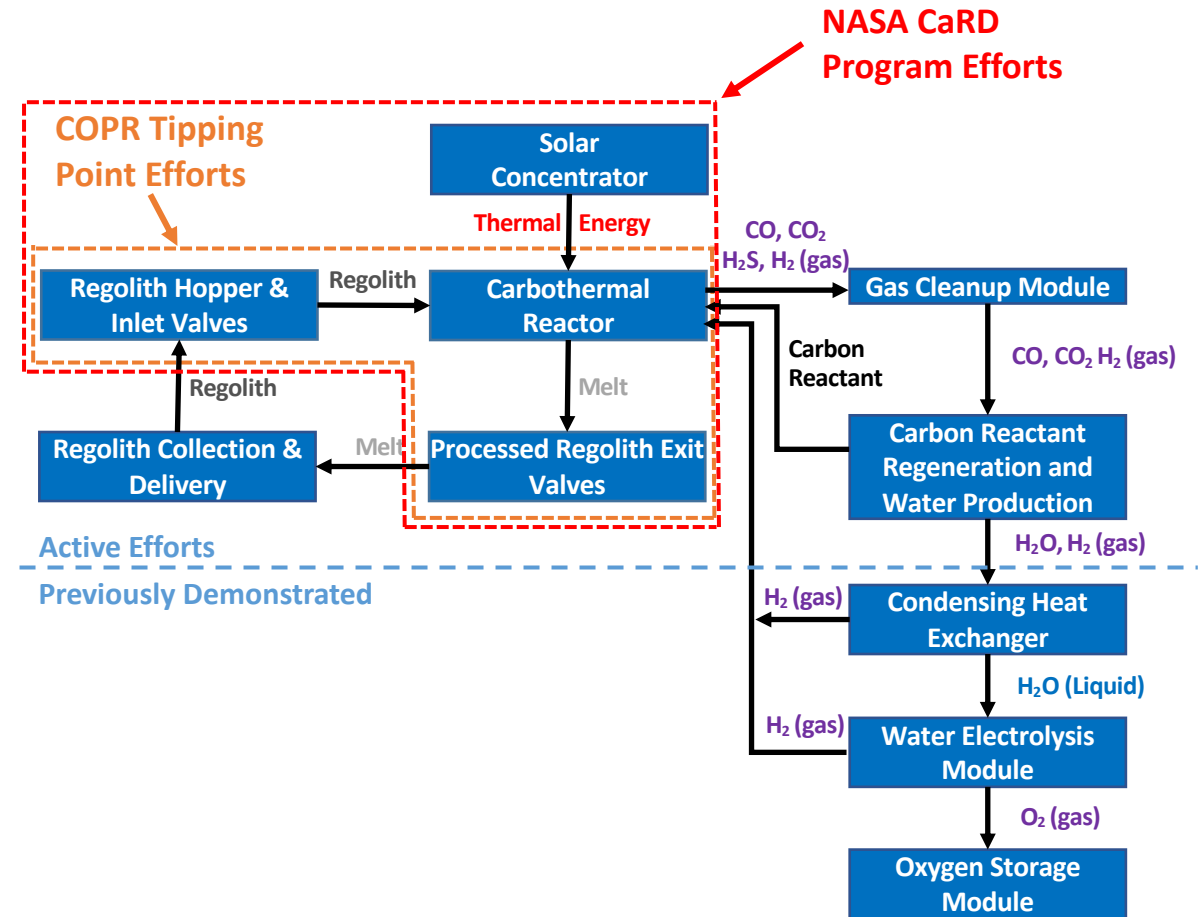 NASA CaRD
Program Efforts
COPR Tipping
Point Efforts
Solar
Concentrator
Thermal Energy
CO, CO₂
H₂S, H₂ (gas)
Regolith Hopper &
Inlet Valves
Regolith
Carbothermal
Reactor
Gas Cleanup Module
Carbon
Reactant
CO, CO₂ H₂ (gas)
Regolith
Melt
Regolith Collection &
Delivery
Melt
Processed Regolith Exit
Valves
Carbon Reactant
Regeneration and
Water Production
Active Efforts
H₂O, H₂ (gas)
Previously Demonstrated
H₂ (gas)
Condensing Heat
Exchanger
H₂O (Liquid)
H₂ (gas)
Water Electrolysis
Module
O₂ (gas)
Oxygen Storage
Module